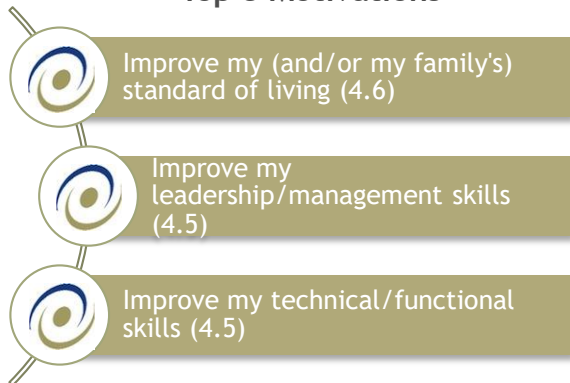 Improve my (and/or my family's)
standard of living (4.6)
Improve my
leadership/management skills
(4.5)
Improve my technical/functional
skills (4.5)